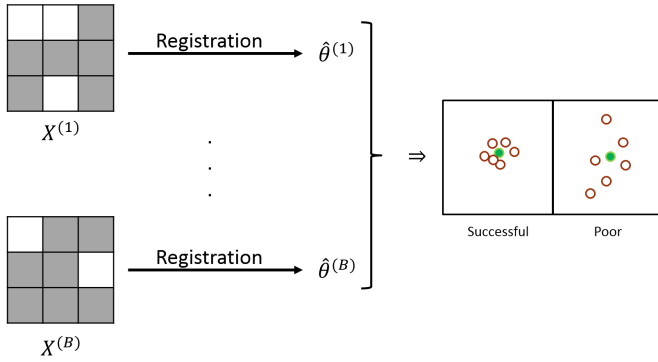 Registration
θ̂⁽¹⁾
X⁽¹⁾
.
.
.
⇒
Successful Poor
Registration
θ̂⁽ᴮ⁾
X⁽ᴮ⁾